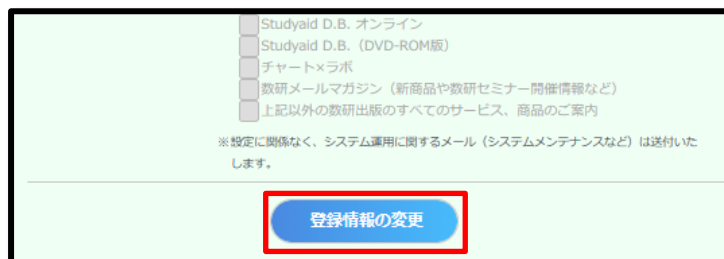 Studyaid D.B. オンライン
Studyaid D.B.（DVD-ROM版）
チャート×ラボ
数研メールマガジン（新商品や数研セミナー開催情報など）
上記以外の数研出版のすべてのサービス、商品のご案内
※設定に関係なく、システム運用に関するメール（システムメンテナンスなど）は送付いた
します。
登録情報の変更